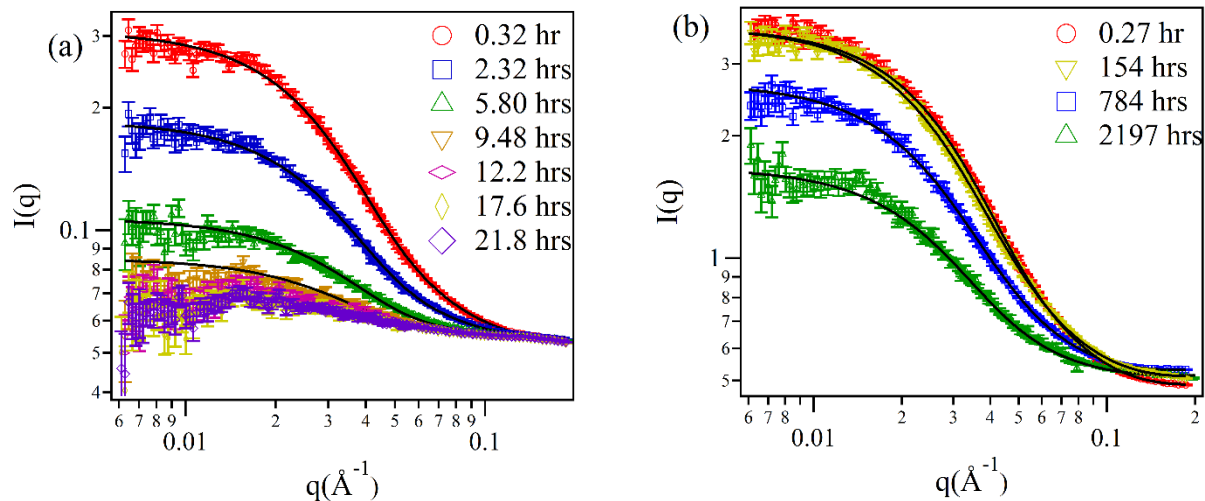 (a)
0.32 hr
2.32 hrs
5.80 hrs
9.48 hrs
12.2 hrs
17.6 hrs
21.8 hrs
I(q)
3
2
0.1
9
8
7
6
5
4
6 7 8 9 2 3 4 5 6 7 8 9
0.01 0.1
q(Å⁻¹)
(b)
0.27 hr
154 hrs
784 hrs
2197 hrs
I(q)
3
2
1
9
8
7
6
5
6 7 8 2 3 4 5 6 7 8 2
0.01 0.1
q(Å⁻¹)